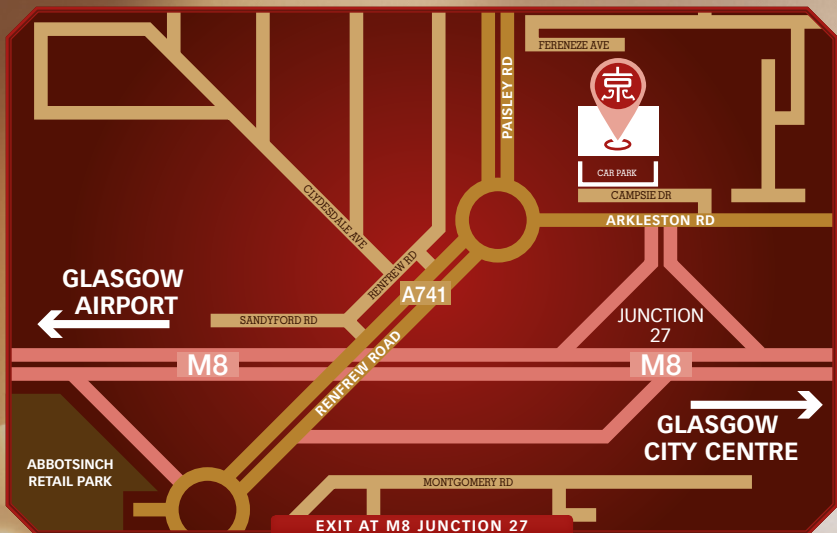 FERENEZE AVE
PAISLEY RD
京
CAR PARK
CAMPSIE DR
ARKLESTON RD
CLYDESDALE AVE
RENFREW RD
A741
GLASGOW
AIRPORT
SANDYFORD RD
JUNCTION
27
RENFREW ROAD
M8
M8
GLASGOW
CITY CENTRE
ABBOTSINCH
RETAIL PARK
MONTGOMERY RD
EXIT AT M8 JUNCTION 27